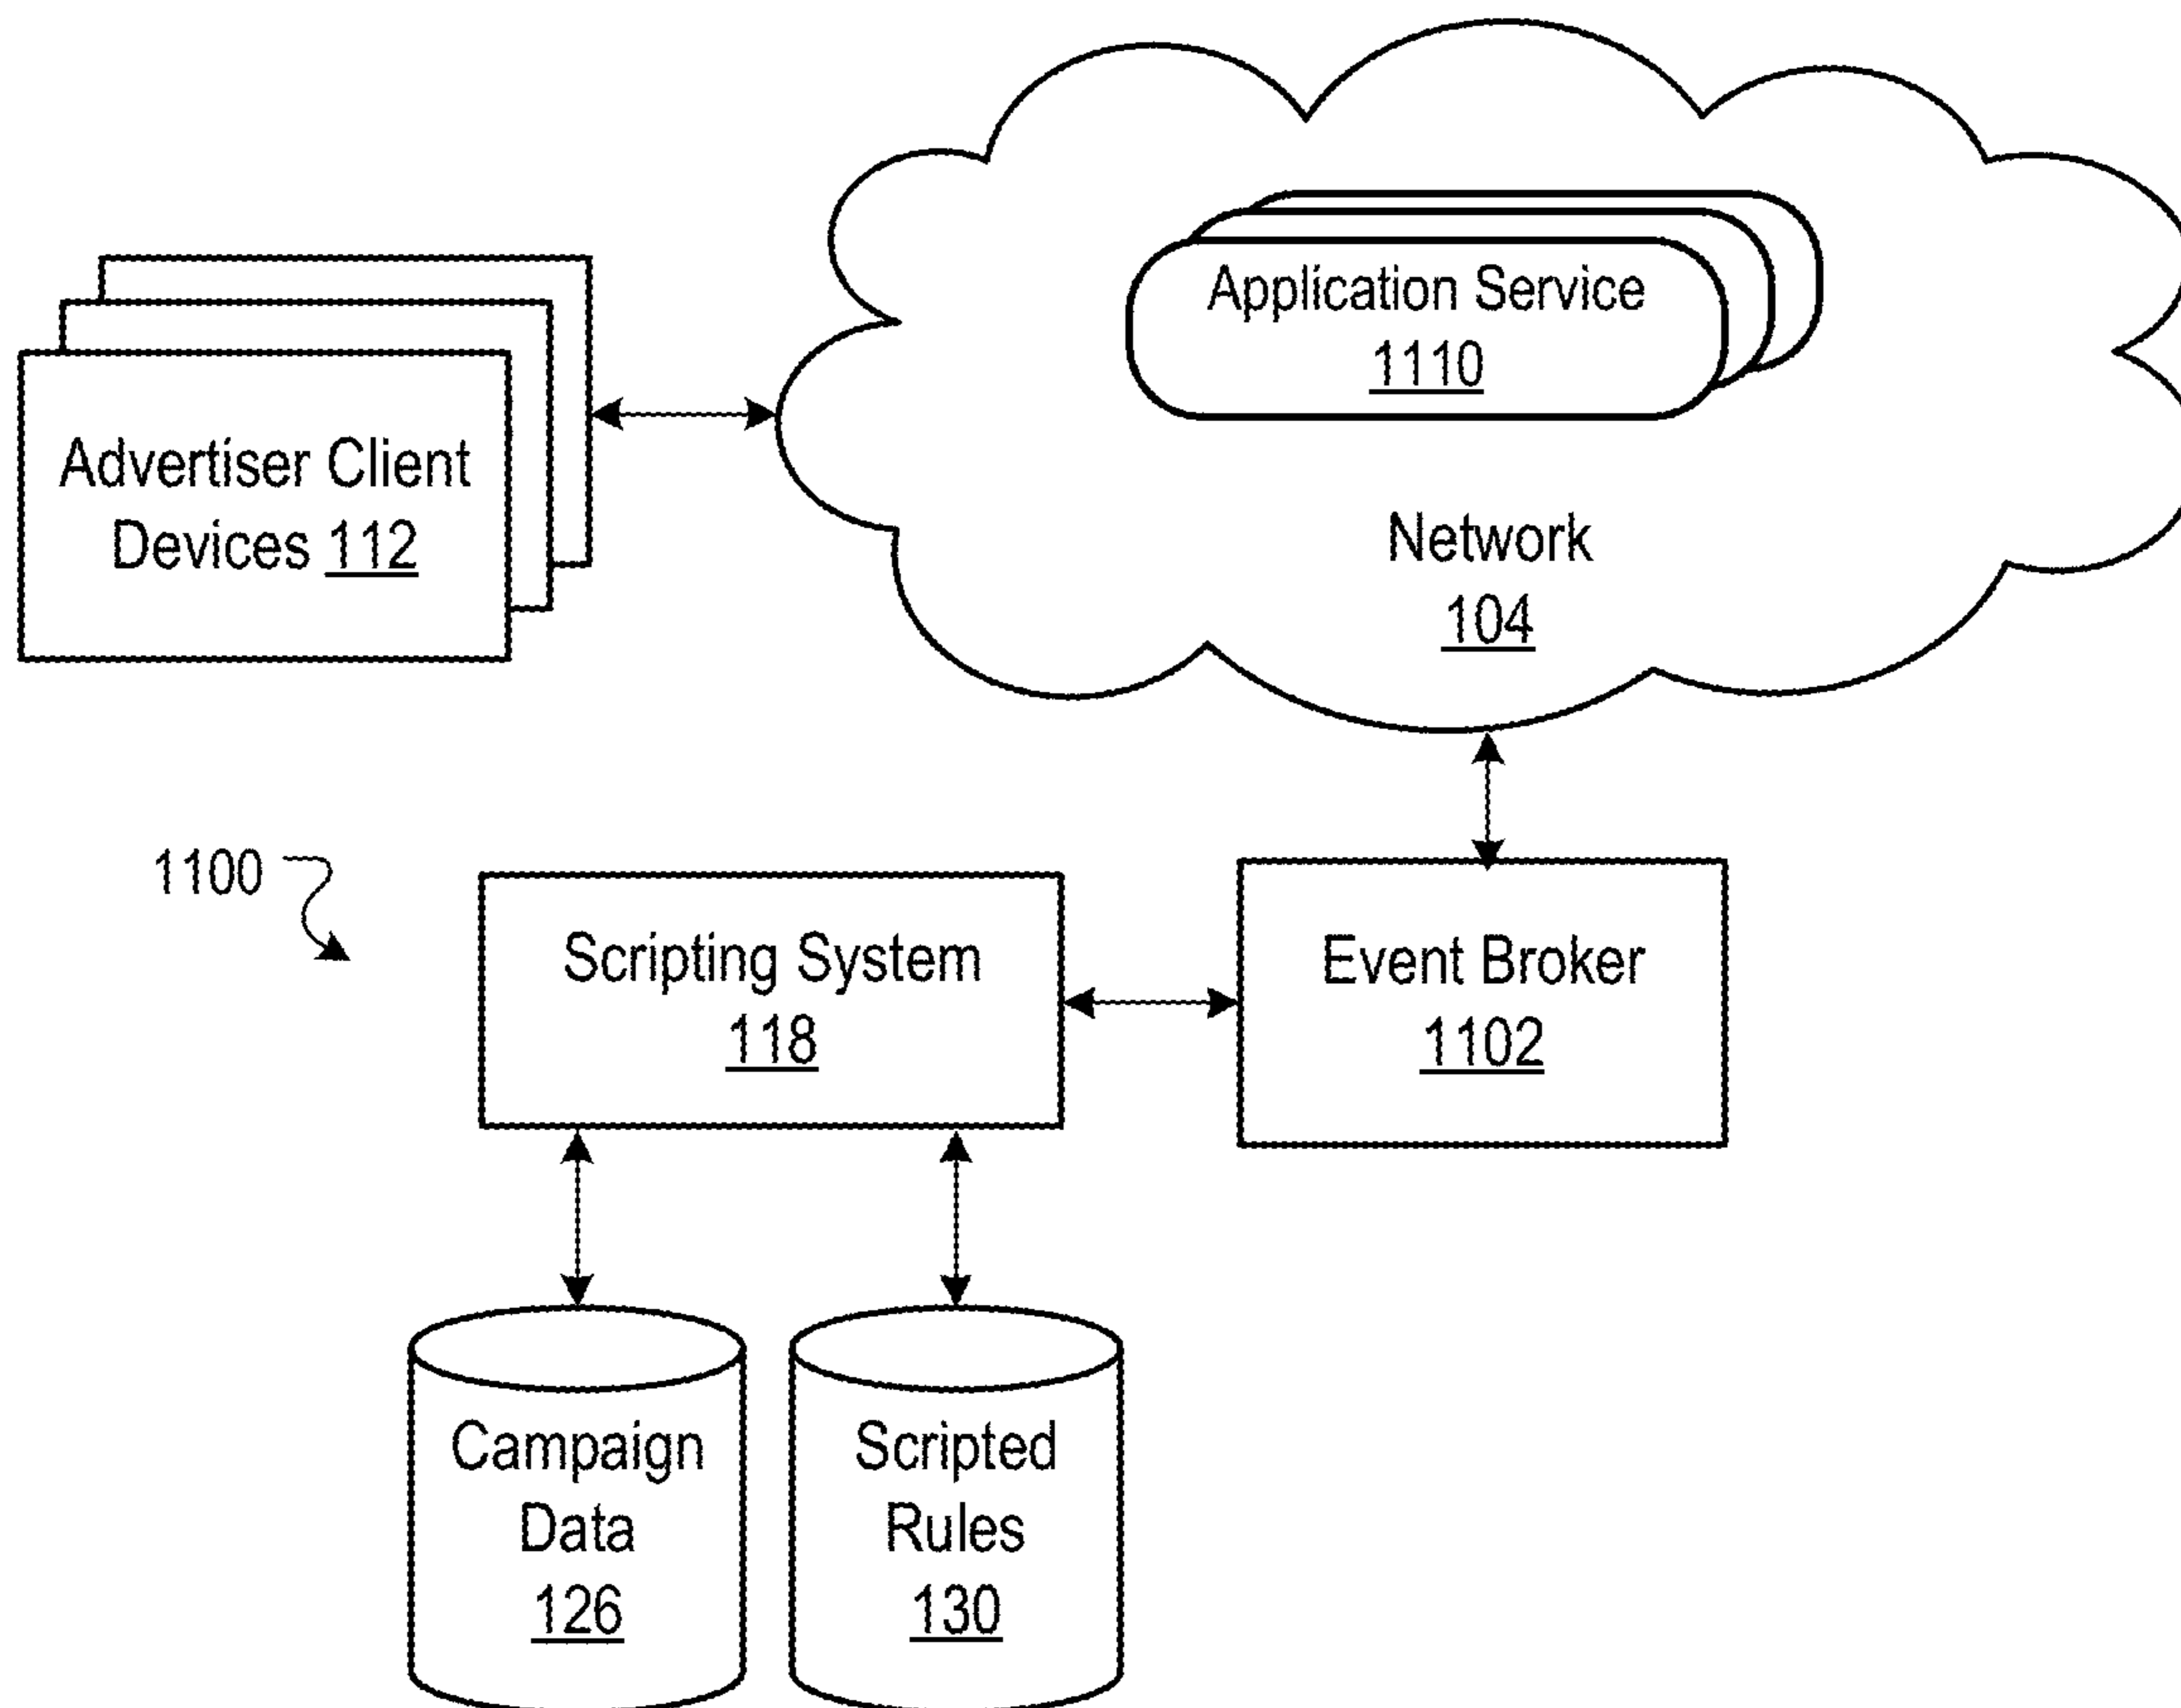 Application Service
1110
Advertiser Client
Devices 112
Network
104
1100
Scripting System
118
Event Broker
1102
Campaign
Data
126
Scripted
Rules
130